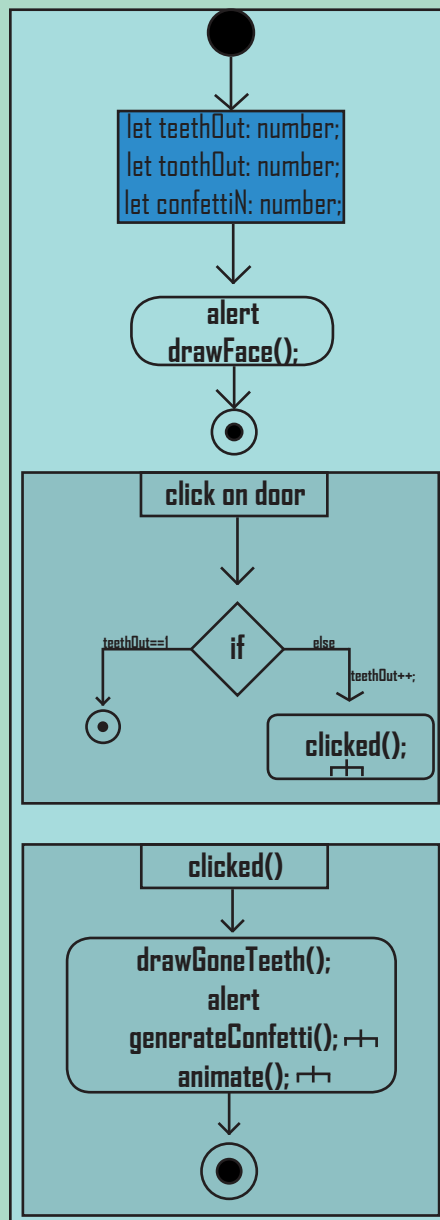 let teethOut: number;
let toothOut: number;
let confettiN: number;
alert
drawFace();
click on door
teethOut==1
if
else
teethOut++;
clicked();
clicked()
drawGoneTeeth();
alert
generateConfetti();
animate();